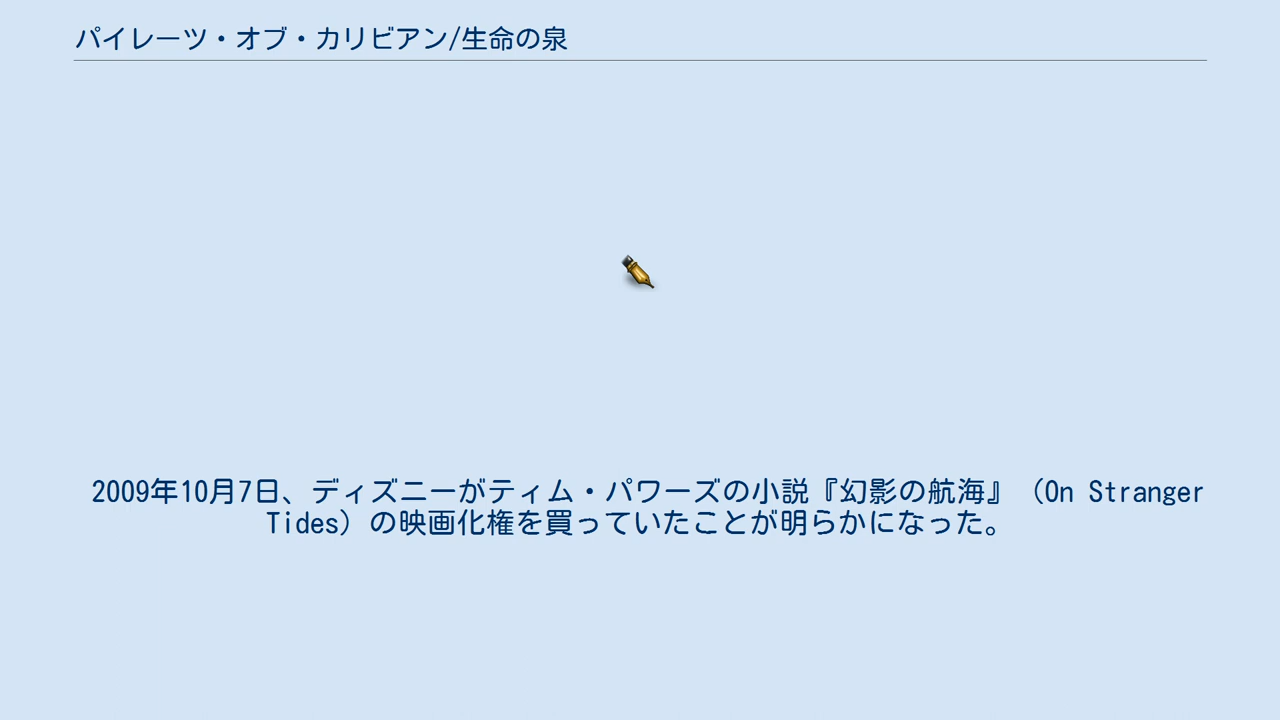 パイレーツ・オブ・カリビアン/生命の泉
2009年10月7日、ディズニーがティム・パワーズの小説『幻影の航海』（On Stranger
Tides）の映画化権を買っていたことが明らかになった。